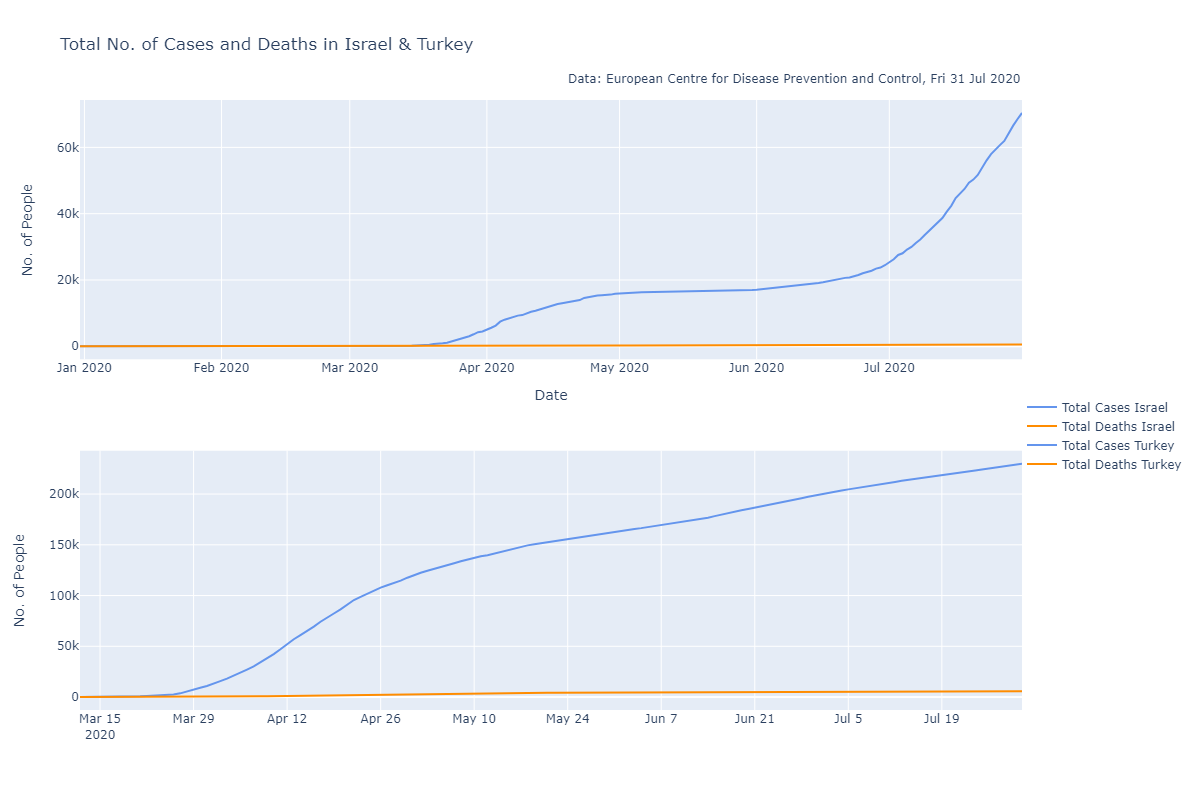 Total No. of Cases and Deaths in Israel & Turkey
Data: European Centre for Disease Prevention and Control, Fri 31 Jul 2020
No. of People
60k
40k
20k
0
Jan 2020 Feb 2020 Mar 2020 Apr 2020 May 2020 Jun 2020 Jul 2020
Date
Total Cases Israel
Total Deaths Israel
Total Cases Turkey
Total Deaths Turkey
No. of People
200k
150k
100k
50k
0
Mar 15 Mar 29 Apr 12 Apr 26 May 10 May 24 Jun 7 Jun 21 Jul 5 Jul 19
2020